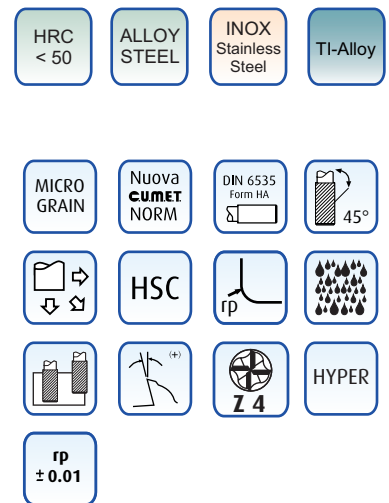 HRC
< 50
ALLOY
STEEL
INOX
Stainless
Steel
TI-Alloy
MICRO
GRAIN
Nuova
C.U.M.E.T.
NORM
DIN 6535
Form HA
45°
HSC
rp
(+)
Z 4
HYPER
rp
± 0.01